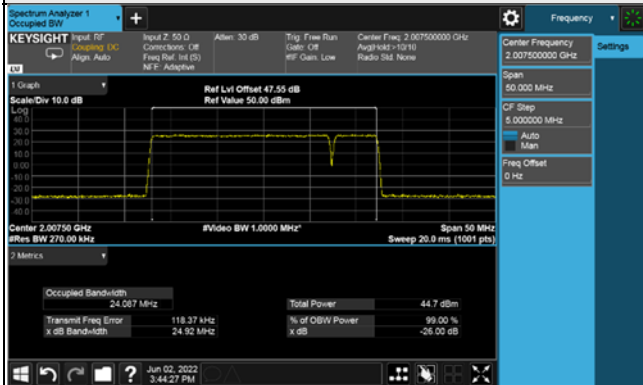 Spectrum Analyzer 1
Occupied BW
Frequency
KEYSIGHT
Input: RF
Coupling: DC
Align: Auto
Input Z: 50 Ω
Corrections: Off
Freq Ref: Int (S)
NFE: Adaptive
Atten: 30 dB
Trig: Free Run
Gate: Off
#IF Gain: Low
Center Freq: 2.007500000 GHz
Avg|Hold:>10/10
Radio Std: None
LXI
1 Graph
Scale/Div 10.0 dB
Ref Lvl Offset 47.55 dB
Ref Value 50.00 dBm
Log
40.0
30.0
20.0
10.0
0.00
-10.0
-20.0
-30.0
-40.0
Center 2.00750 GHz
#Res BW 270.00 kHz
#Video BW 1.0000 MHz*
Span 50 MHz
Sweep 20.0 ms (1001 pts)
2 Metrics
Occupied Bandwidth
24.087 MHz
Total Power
44.7 dBm
Transmit Freq Error
118.37 kHz
% of OBW Power
99.00 %
x dB Bandwidth
24.92 MHz
x dB
-26.00 dB
Jun 02, 2022
3:44:27 PM
Center Frequency
2.007500000 GHz
Span
50.000 MHz
CF Step
5.000000 MHz
Auto
Man
Freq Offset
0 Hz
Settings